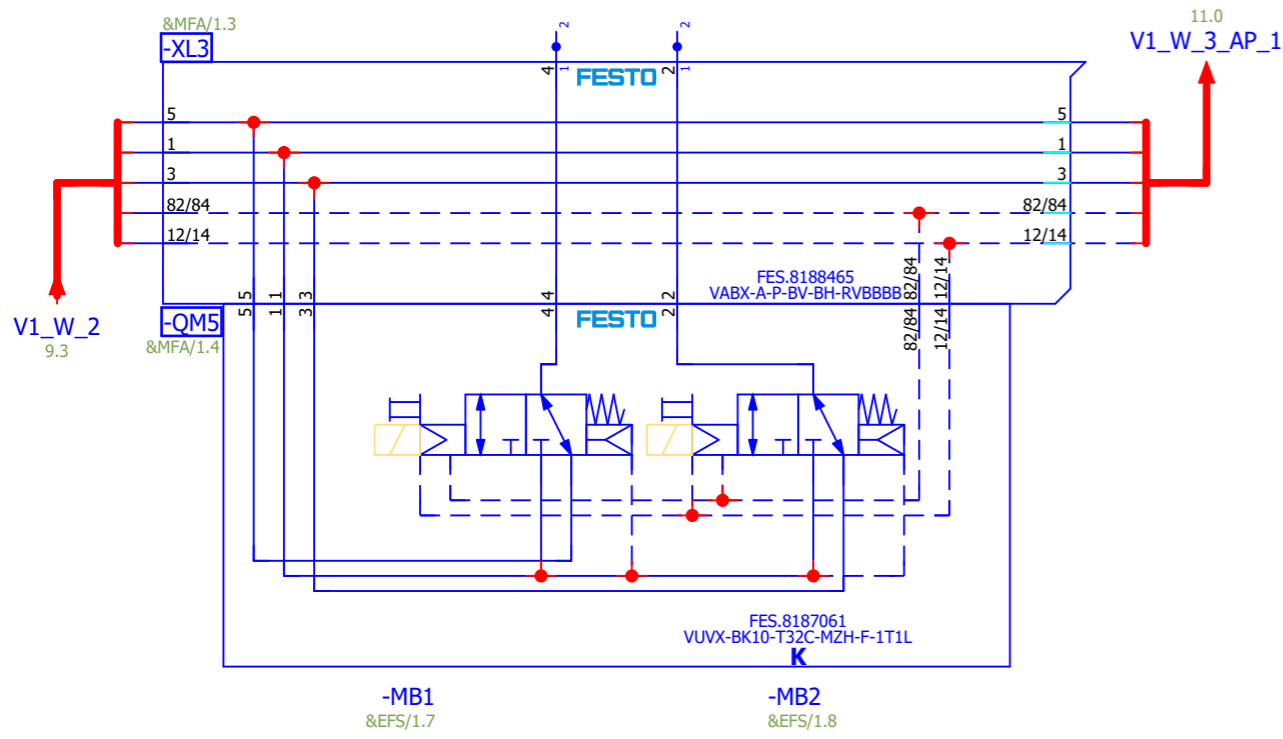 &MFA/1.3
-XL3
2
2
11.0
V1_W_3_AP_1
4
1
FESTO
2
1
5
5
1
1
3
3
82/84
82/84
12/14
12/14
FES.8188465
VABX-A-P-BV-BH-RVBBBB
5
1
3
4
2
82/84
12/14
V1_W_2
9.3
-QM5
&MFA/1.4
5
1
3
4
FESTO
2
82/84
12/14
FES.8187061
VUVX-BK10-T32C-MZH-F-1T1L
K
-MB1
&EFS/1.7
-MB2
&EFS/1.8